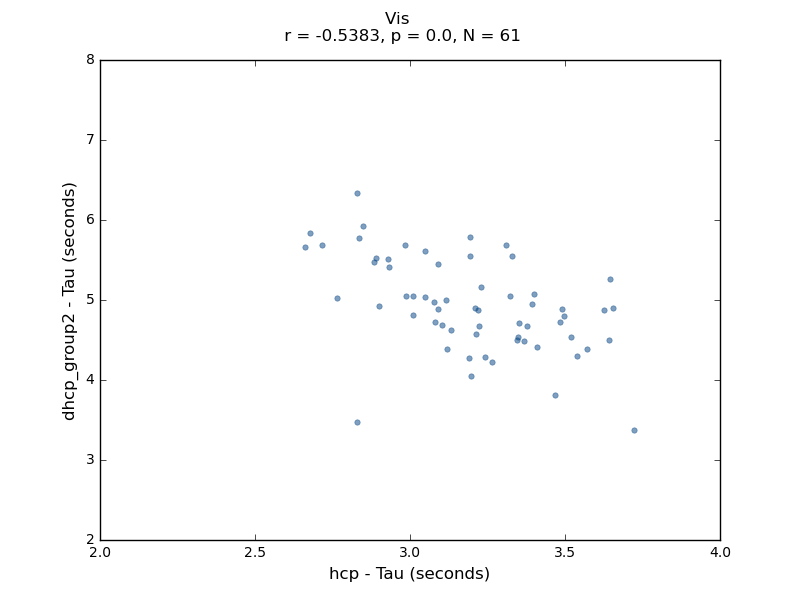 Vis
r = -0.5383, p = 0.0, N = 61
8
7
6
5
4
3
2
dhcp_group2 - Tau (seconds)
2.0 2.5 3.0 3.5 4.0
hcp - Tau (seconds)